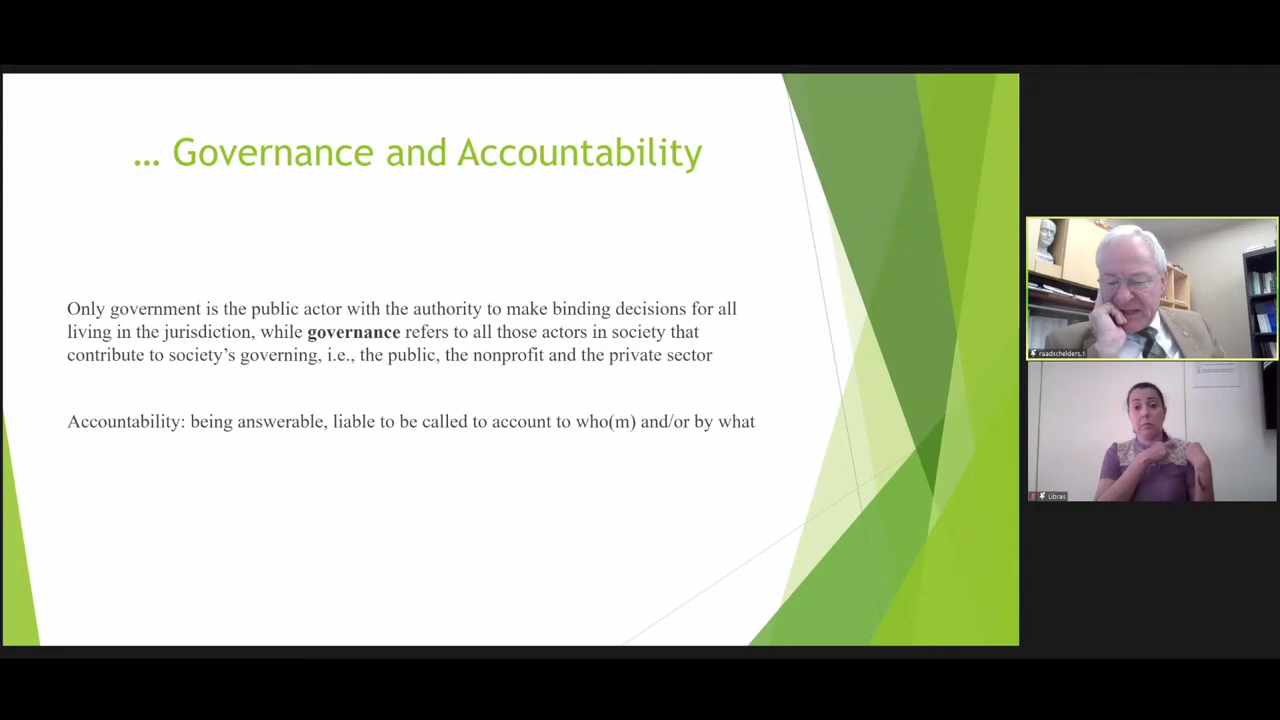 ... Governance and Accountability
Only government is the public actor with the authority to make binding decisions for all
living in the jurisdiction, while governance refers to all those actors in society that
contribute to society’s governing, i.e., the public, the nonprofit and the private sector
Accountability: being answerable, liable to be called to account to who(m) and/or by what
raadschelders.1
Libras